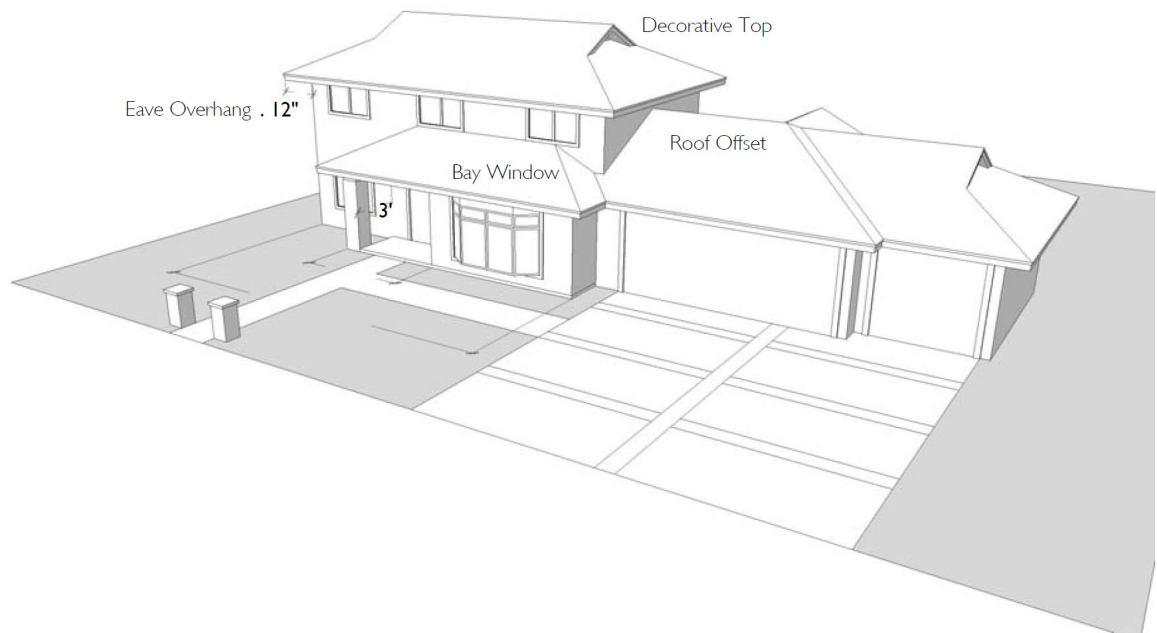 Decorative Top
Eave Overhang . 12"
Roof Offset
Bay Window
3'